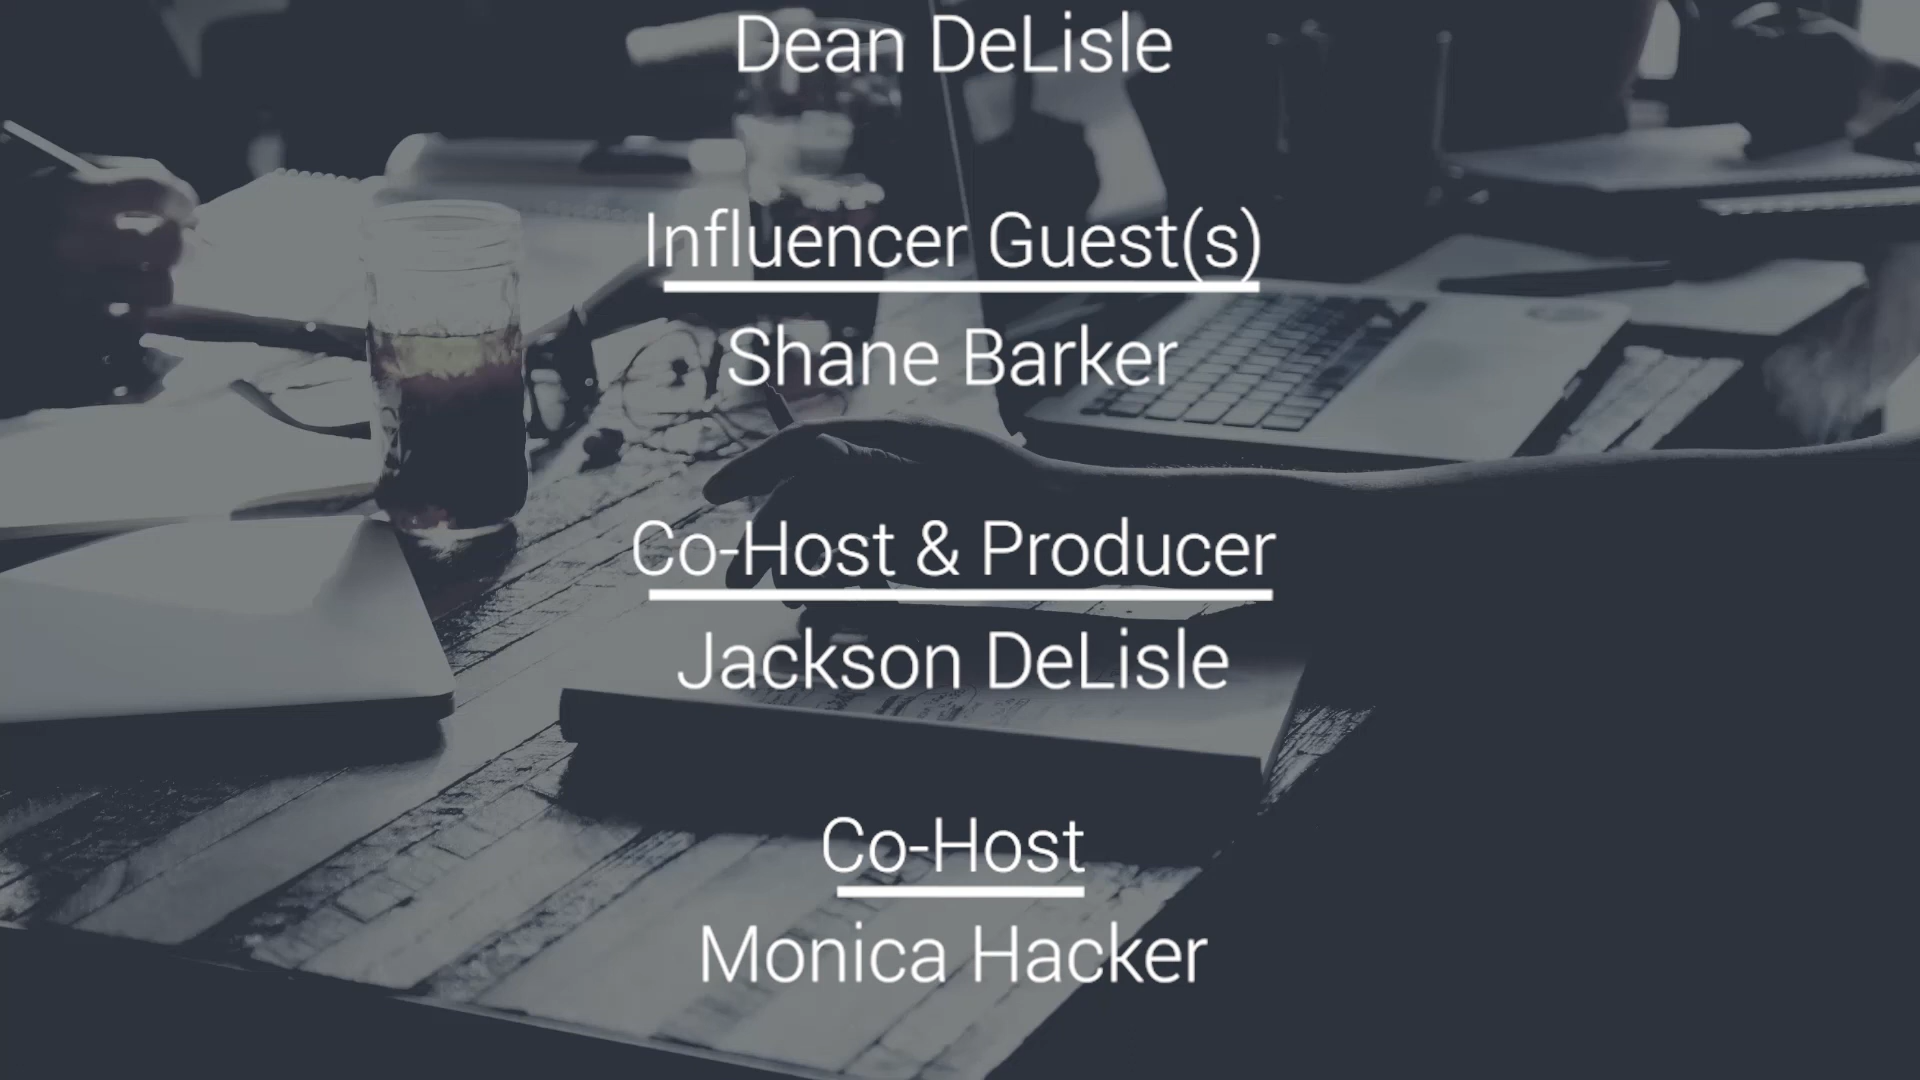 Dean DeLisle
Influencer Guest(s)
Shane Barker
Co-Host & Producer
Jackson DeLisle
Co-Host
Monica Hacker